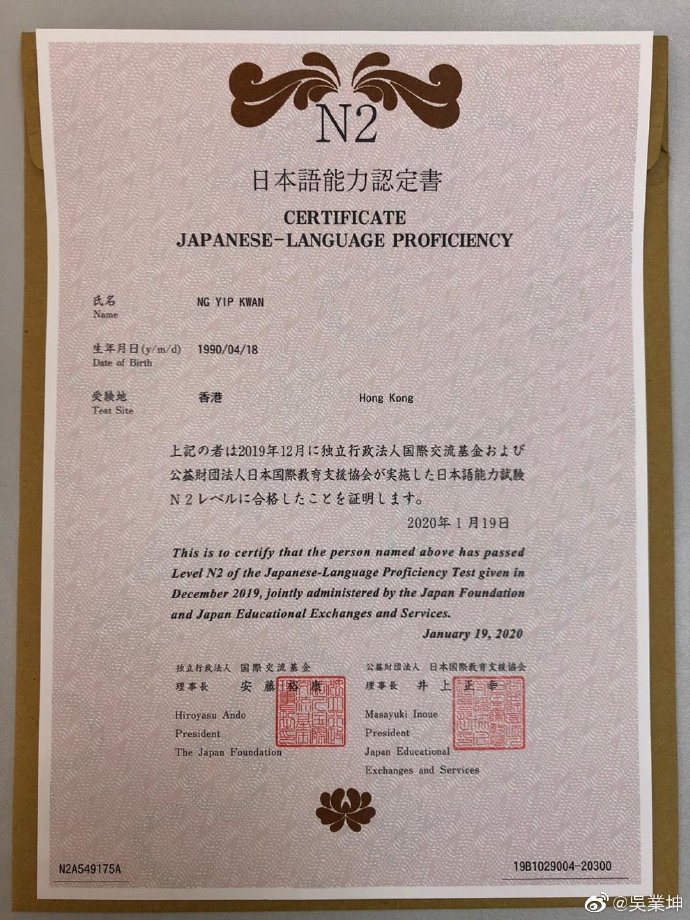 N2
日本語能力認定書
CERTIFICATE
JAPANESE-LANGUAGE PROFICIENCY
氏名 NG YIP KWAN
Name
生年月日(y/m/d) 1990/04/18
Date of Birth
受験地 香港 Hong Kong
Test Site
上記の者は2019年12月に独立行政法人国際交流基金および
公益財団法人日本国際教育支援協会が実施した日本語能力試験
N2レベルに合格したことを証明します。
2020年1月19日
This is to certify that the person named above has passed
Level N2 of the Japanese-Language Proficiency Test given in
December 2019, jointly administered by the Japan Foundation
and Japan Educational Exchanges and Services.
January 19, 2020
独立行政法人 国際交流基金
理事長 安藤裕康
Hiroyasu Ando
President
The Japan Foundation
公益財団法人 日本国際教育支援協会
理事長 井上正幸
Masayuki Inoue
President
Japan Educational
Exchanges and Services
N2A549175A
19B1029004-20300
@吳業坤